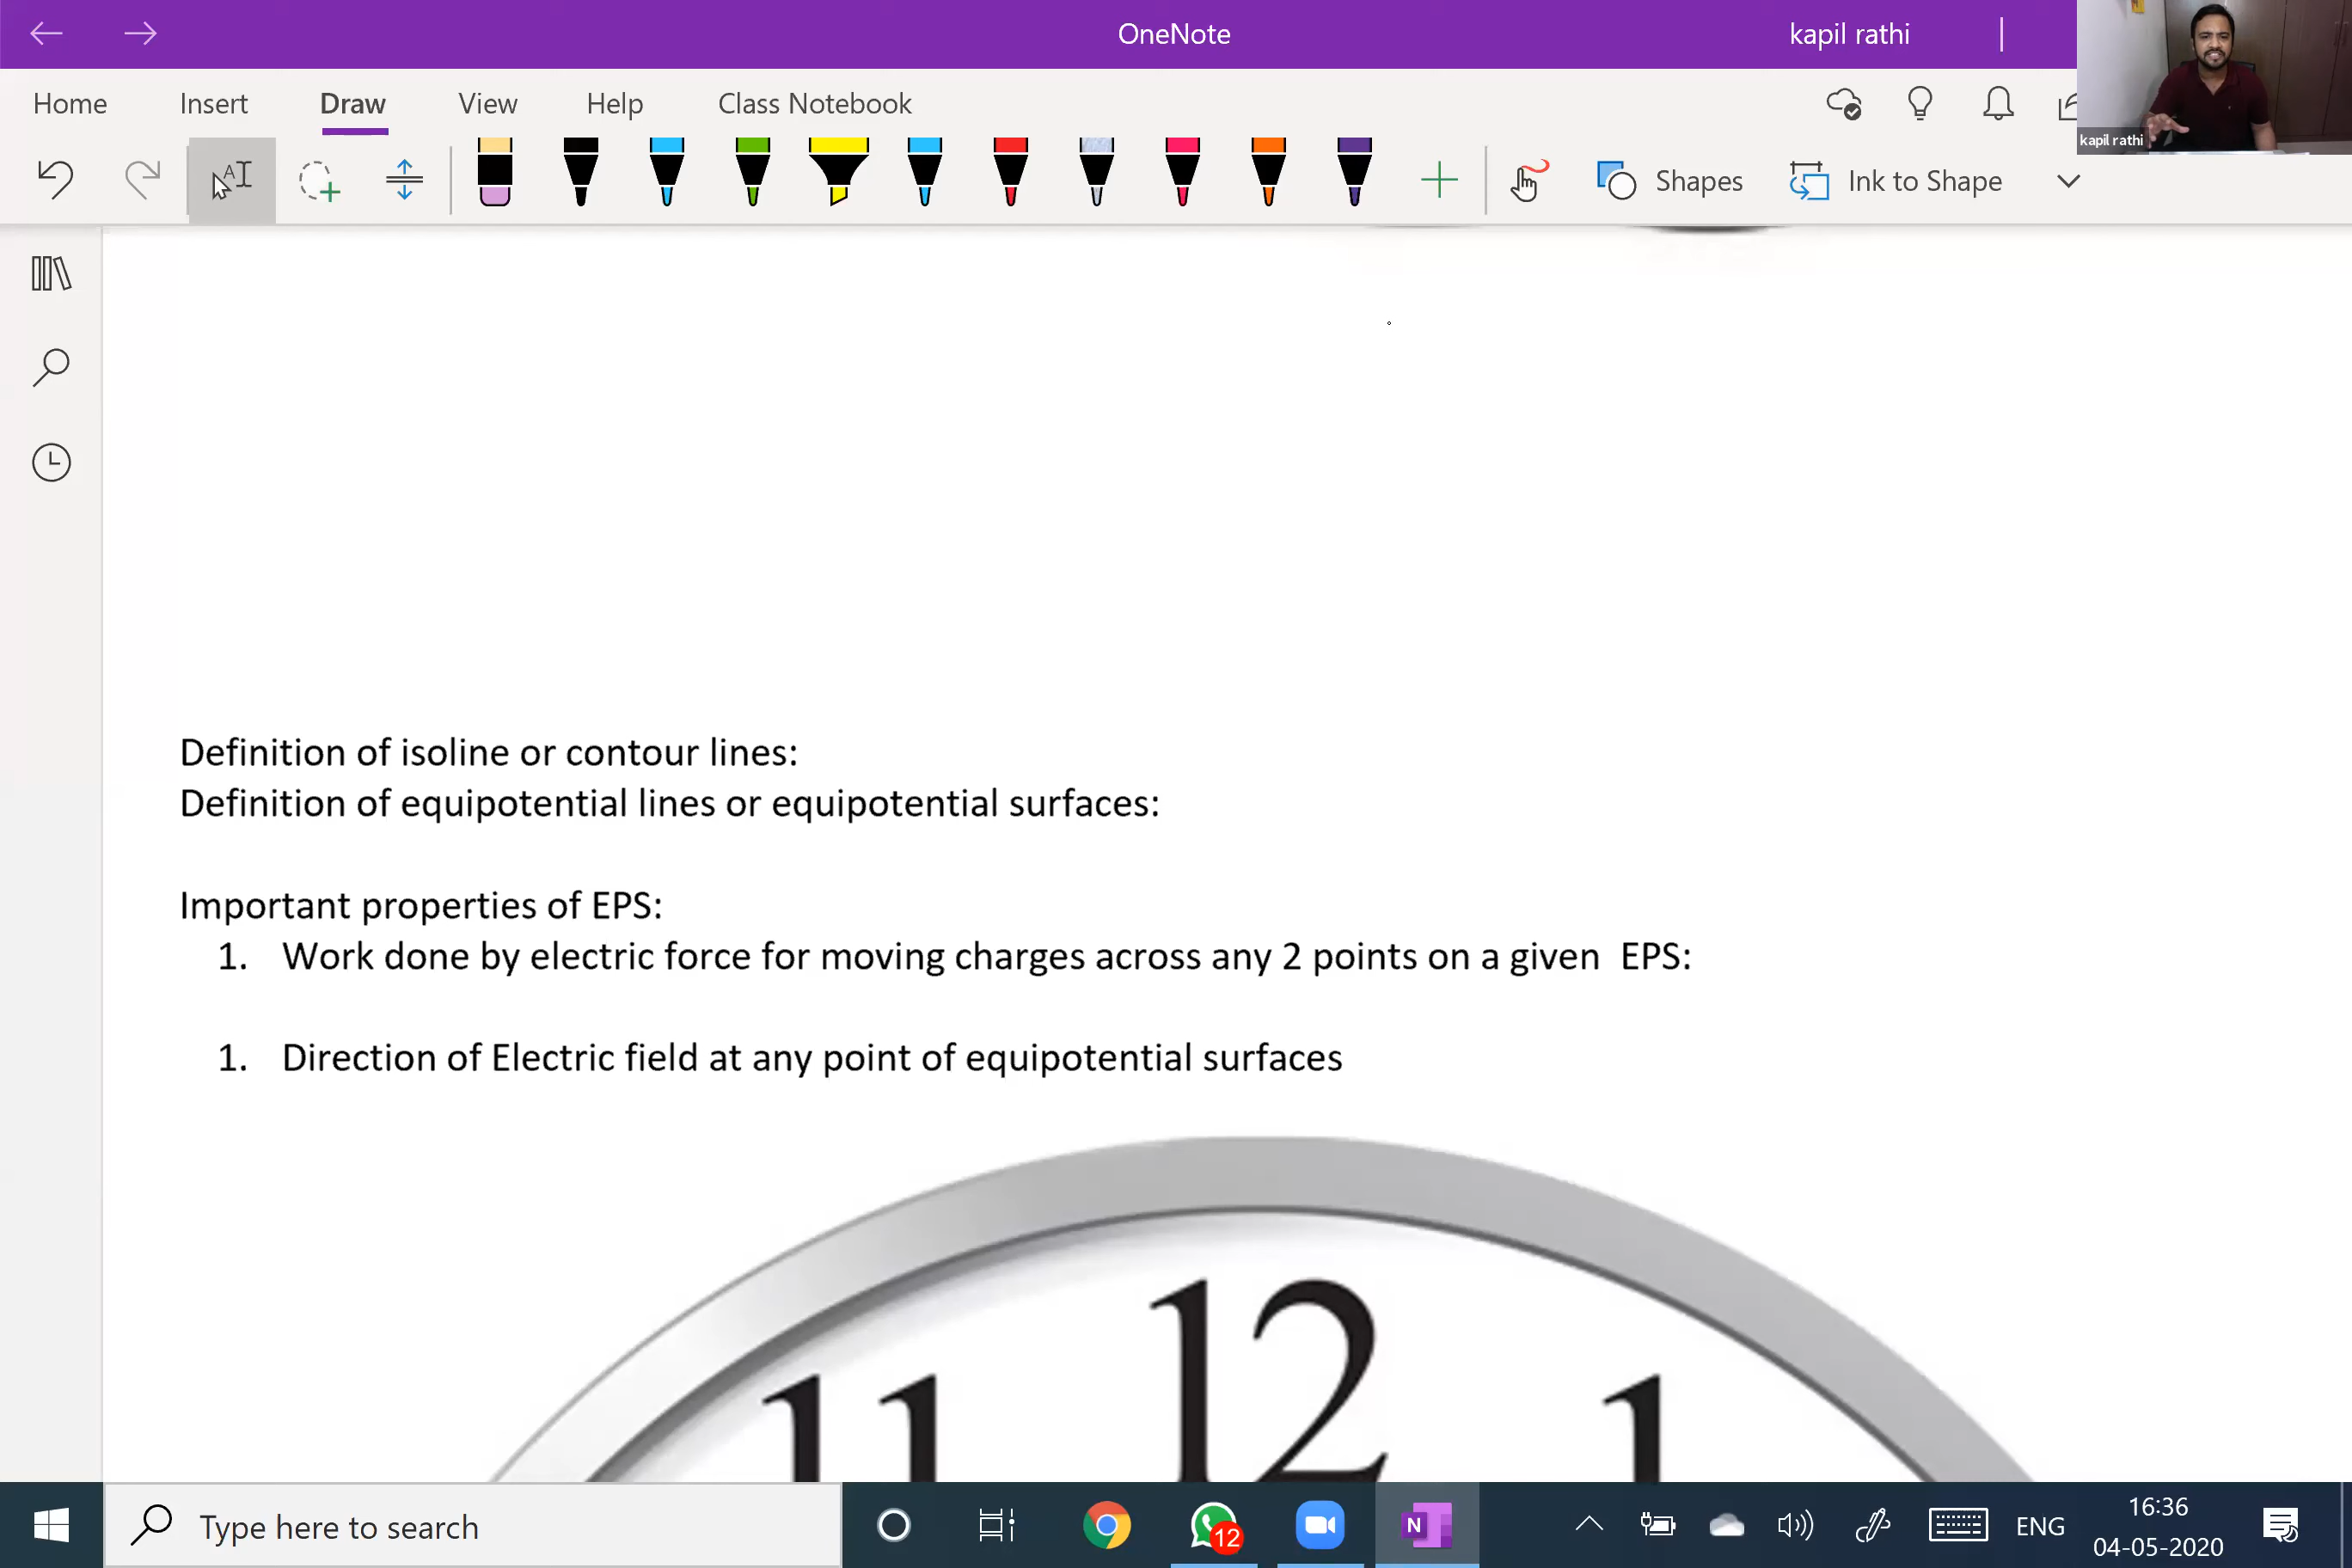 OneNote
kapil rathi
Home Insert Draw View Help Class Notebook
kapil rathi
Shapes Ink to Shape
Definition of isoline or contour lines:
Definition of equipotential lines or equipotential surfaces:
Important properties of EPS:
1. Work done by electric force for moving charges across any 2 points on a given EPS:
1. Direction of Electric field at any point of equipotential surfaces
12
11 1
Type here to search
12
N
ENG
16:36
04-05-2020